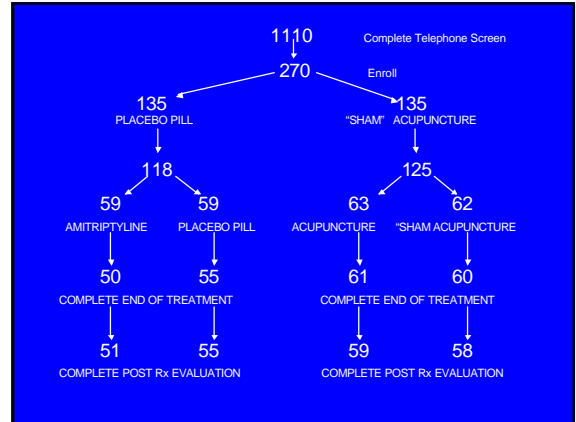 1110 Complete Telephone Screen
270 Enroll
135 135
PLACEBO PILL "SHAM" ACUPUNCTURE
118 125
59 59 63 62
AMITRIPTYLINE PLACEBO PILL ACUPUNCTURE "SHAM ACUPUNCTURE
50 55 61 60
COMPLETE END OF TREATMENT COMPLETE END OF TREATMENT
51 55 59 58
COMPLETE POST Rx EVALUATION COMPLETE POST Rx EVALUATION